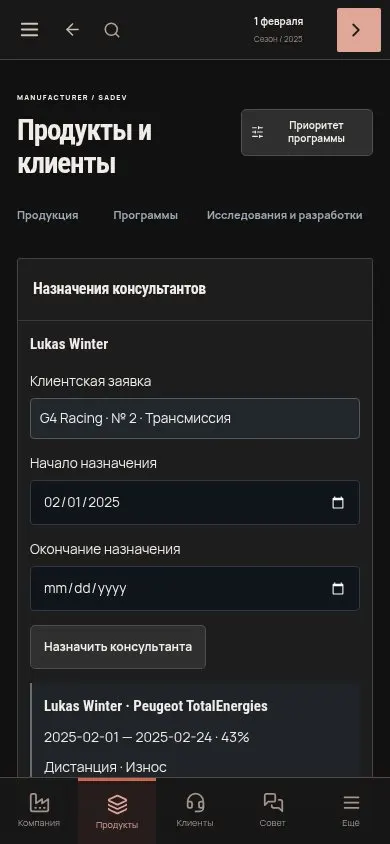 1 февраля
Сезон / 2025
MANUFACTURER / SADEV
Продукты и
клиенты
Приоритет
программы
Продукция
Программы
Исследования и разработки
Назначения консультантов
Lukas Winter
Клиентская заявка
G4 Racing · № 2 · Трансмиссия
Начало назначения
02/01/2025
Окончание назначения
mm/dd/yyyy
Назначить консультанта
Lukas Winter · Peugeot TotalEnergies
2025-02-01 — 2025-02-24 · 43%
Дистанция · Износ
Компания
Продукты
Клиенты
Совет
Ещё